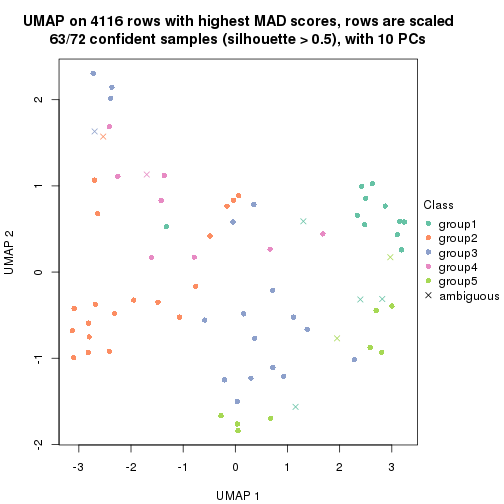 UMAP on 4116 rows with highest MAD scores, rows are scaled
63/72 confident samples (silhouette > 0.5), with 10 PCs
UMAP 2
2
1
0
-1
-2
-3
-2
-1
0
1
2
3
UMAP 1
Class
group1
group2
group3
group4
group5
ambiguous